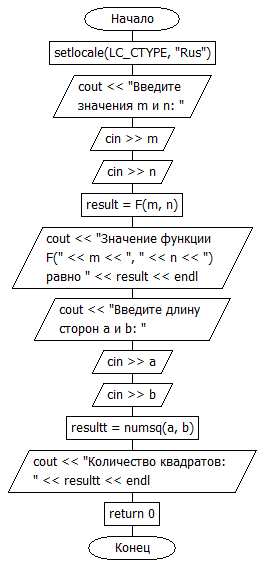 Начало
setlocale(LC_CTYPE, "Rus")
cout << "Введите
значения m и n: "
cin >> m
cin >> n
result = F(m, n)
cout << "Значение функции
F(" << m << ", " << n << ")
равно " << result << endl
cout << "Введите длину
сторон a и b: "
cin >> a
cin >> b
resultt = numsq(a, b)
cout << "Количество квадратов:
" << resultt << endl
return 0
Конец